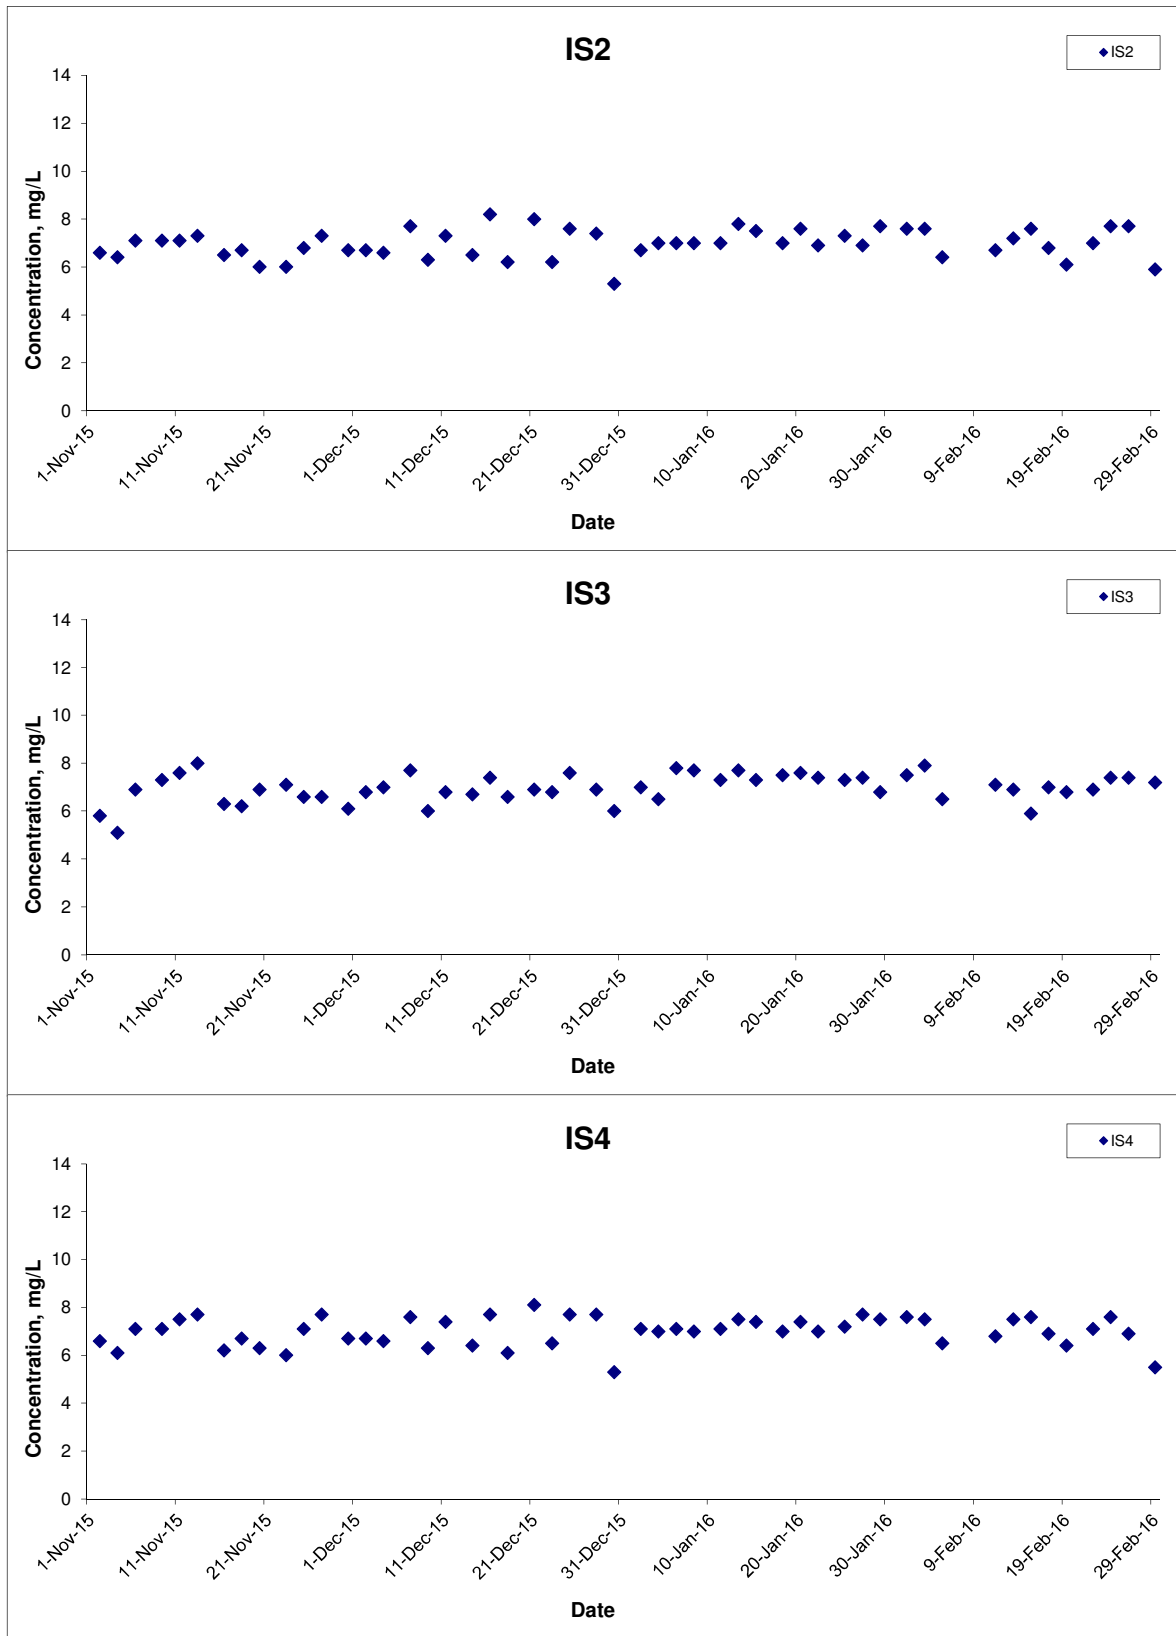 IS2
IS2
14
12
10
8
6
4
2
0
Concentration, mg/L
1-Nov-15
11-Nov-15
21-Nov-15
1-Dec-15
11-Dec-15
21-Dec-15
31-Dec-15
10-Jan-16
20-Jan-16
30-Jan-16
9-Feb-16
19-Feb-16
29-Feb-16
Date
IS3
IS3
14
12
10
8
6
4
2
0
Concentration, mg/L
1-Nov-15
11-Nov-15
21-Nov-15
1-Dec-15
11-Dec-15
21-Dec-15
31-Dec-15
10-Jan-16
20-Jan-16
30-Jan-16
9-Feb-16
19-Feb-16
29-Feb-16
Date
IS4
IS4
14
12
10
8
6
4
2
0
Concentration, mg/L
1-Nov-15
11-Nov-15
21-Nov-15
1-Dec-15
11-Dec-15
21-Dec-15
31-Dec-15
10-Jan-16
20-Jan-16
30-Jan-16
9-Feb-16
19-Feb-16
29-Feb-16
Date